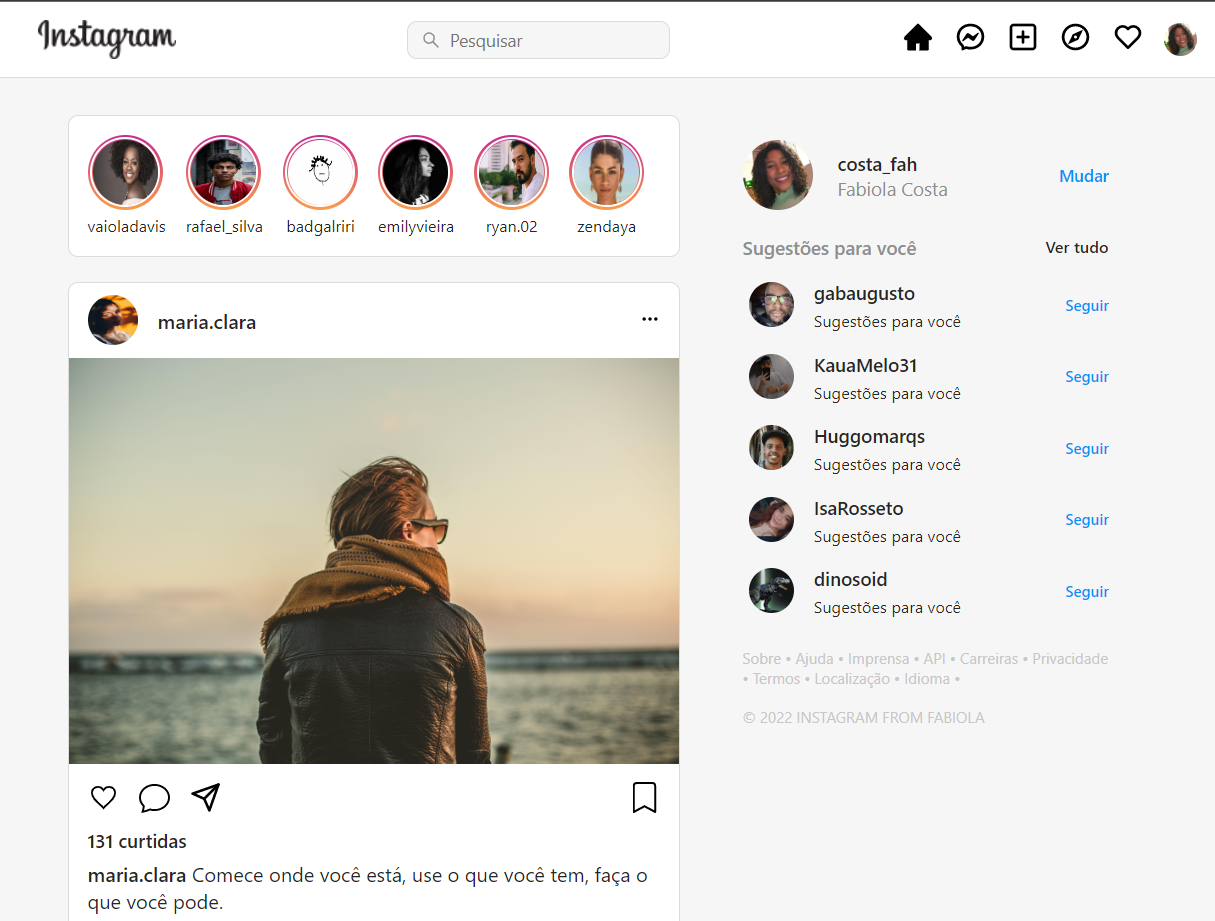 Instagram
Pesquisar
vaioladavis rafael_silva badgalriri emilyvieira ryan.02 zendaya
maria.clara
131 curtidas
maria.clara Comece onde você está, use o que você tem, faça o
que você pode.
costa_fah
Fabiola Costa
Mudar
Sugestões para você
Ver tudo
gabaugusto
Sugestões para você
Seguir
KauaMelo31
Sugestões para você
Seguir
Huggomarqs
Sugestões para você
Seguir
IsaRosseto
Sugestões para você
Seguir
dinosoid
Sugestões para você
Seguir
Sobre • Ajuda • Imprensa • API • Carreiras • Privacidade
• Termos • Localização • Idioma •
© 2022 INSTAGRAM FROM FABIOLA